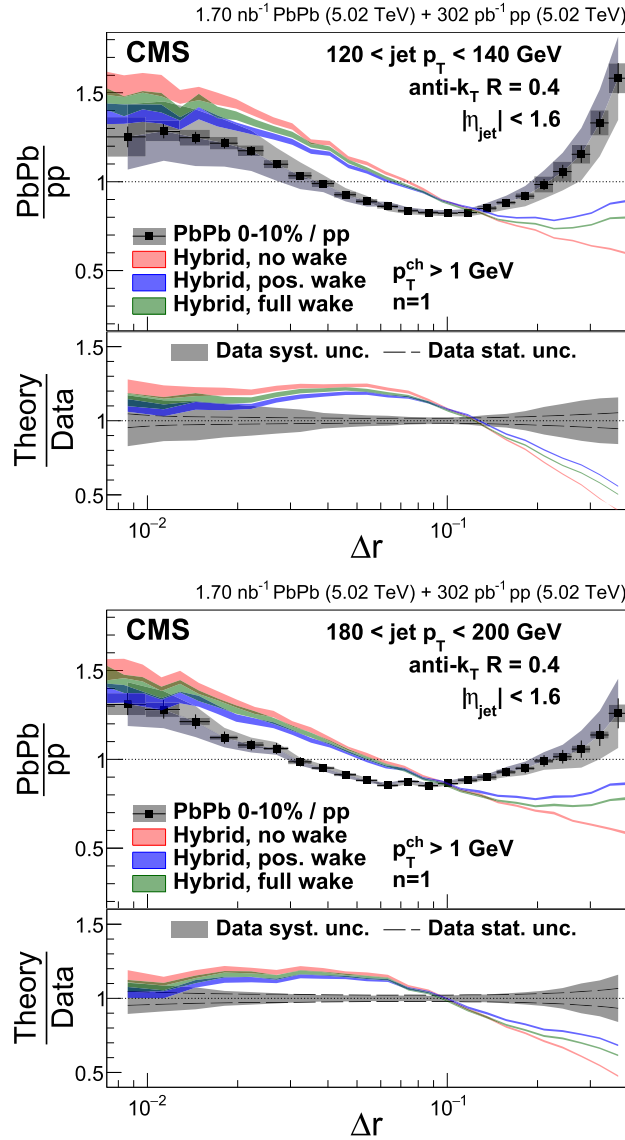 1.70 nb⁻¹ PbPb (5.02 TeV) + 302 pb⁻¹ pp (5.02 TeV)
CMS
120 < jet p_T < 140 GeV
anti-k_T R = 0.4
|η_jet| < 1.6
1.5
1
0.5
PbPb
pp
PbPb 0-10% / pp
Hybrid, no wake
Hybrid, pos. wake
Hybrid, full wake
p_T^ch > 1 GeV
n=1
Data syst. unc.
Data stat. unc.
1.5
1
0.5
Theory
Data
10⁻²
10⁻¹
Δr
1.70 nb⁻¹ PbPb (5.02 TeV) + 302 pb⁻¹ pp (5.02 TeV)
CMS
180 < jet p_T < 200 GeV
anti-k_T R = 0.4
|η_jet| < 1.6
1.5
1
0.5
PbPb
pp
PbPb 0-10% / pp
Hybrid, no wake
Hybrid, pos. wake
Hybrid, full wake
p_T^ch > 1 GeV
n=1
Data syst. unc.
Data stat. unc.
1.5
1
0.5
Theory
Data
10⁻²
10⁻¹
Δr